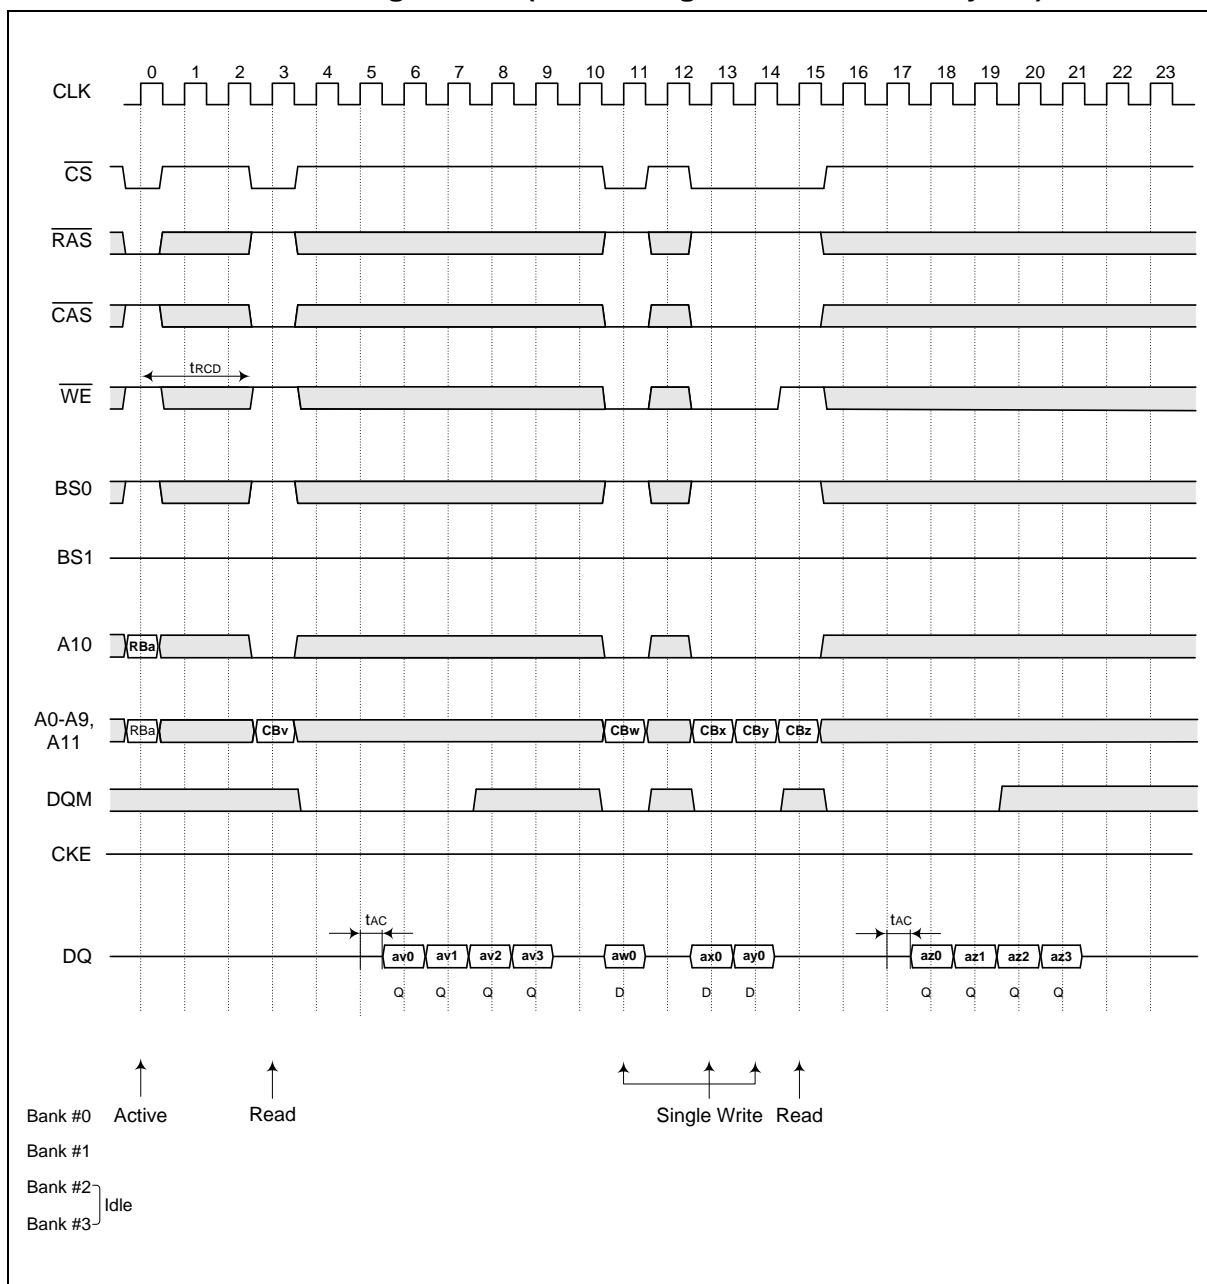 0 1 2 3 4 5 6 7 8 9 10 11 12 13 14 15 16 17 18 19 20 21 22 23
CLK
CS
RAS
CAS
tRCD
WE
BS0
BS1
A10 RBa
A0-A9,
A11
RBa CBv CBw CBx CBy CBz
DQM
CKE
tAC tAC
DQ av0 av1 av2 av3 aw0 ax0 ay0 az0 az1 az2 az3
Q Q Q Q D D D Q Q Q Q
Bank #0 Active Read Single Write Read
Bank #1
Bank #2
Idle
Bank #3